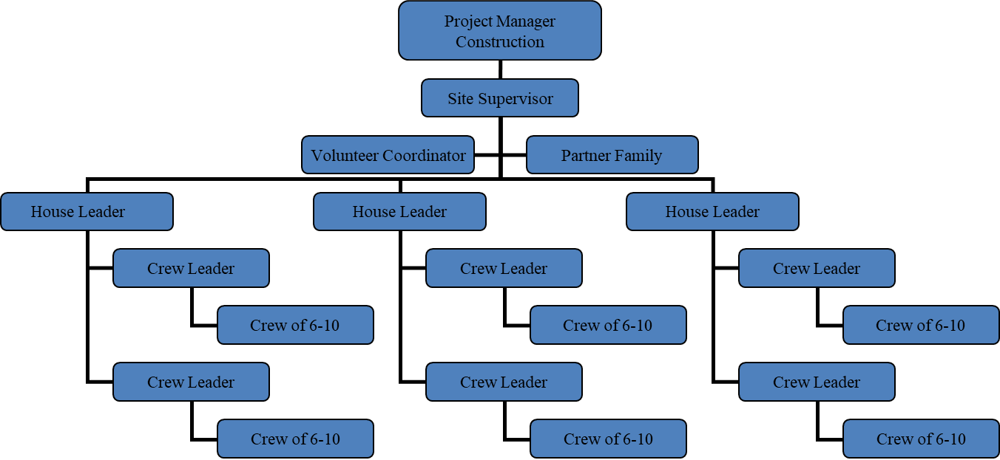 Project Manager
Construction
Site Supervisor
Volunteer Coordinator
Partner Family
House Leader
House Leader
House Leader
Crew Leader
Crew Leader
Crew Leader
Crew of 6-10
Crew of 6-10
Crew of 6-10
Crew Leader
Crew Leader
Crew Leader
Crew of 6-10
Crew of 6-10
Crew of 6-10